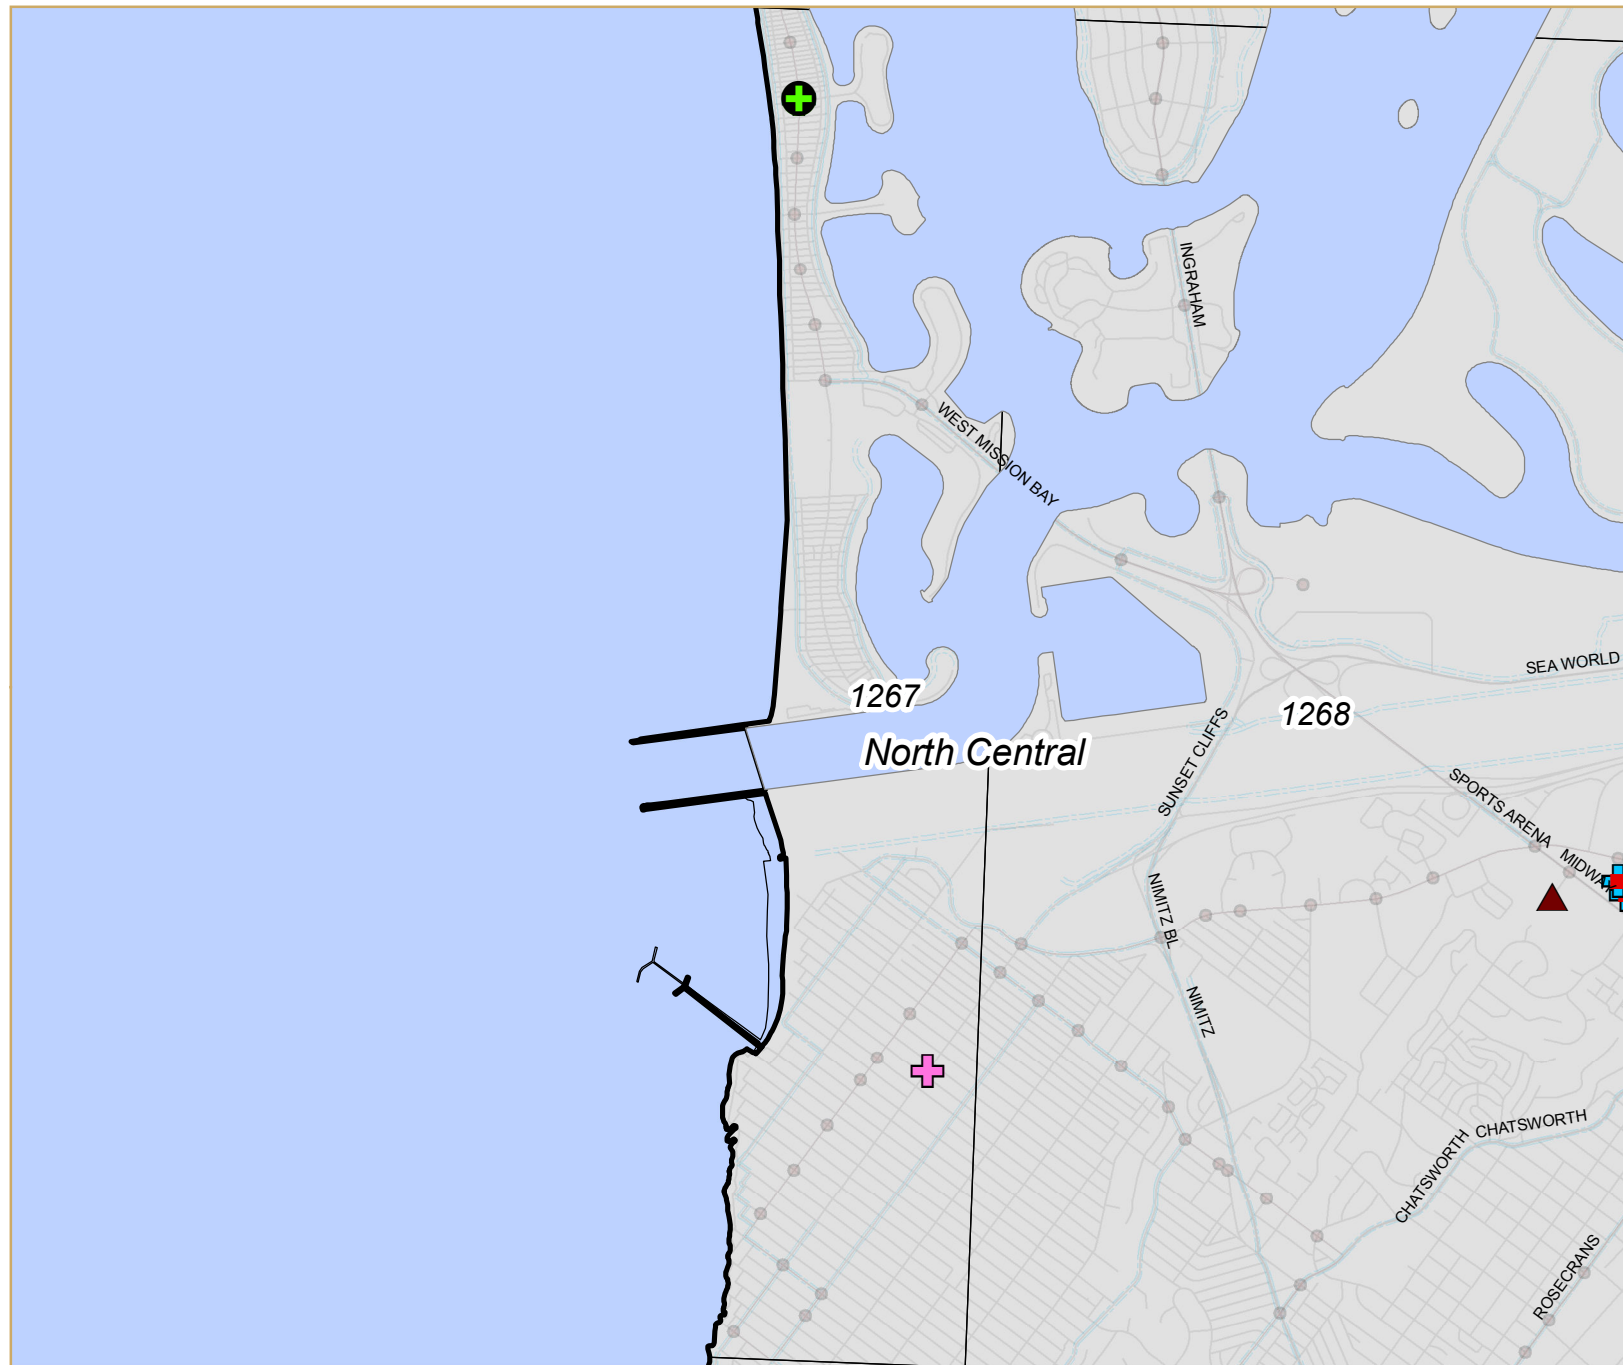 INGRAHAM
WEST MISSION BAY
SEA WORLD
1267
1268
North Central
SUNSET CLIFFS
SPORTS ARENA
MIDWAY
NIMITZ BL
NIMITZ
CHATSWORTH
CHATSWORTH
ROSECRANS